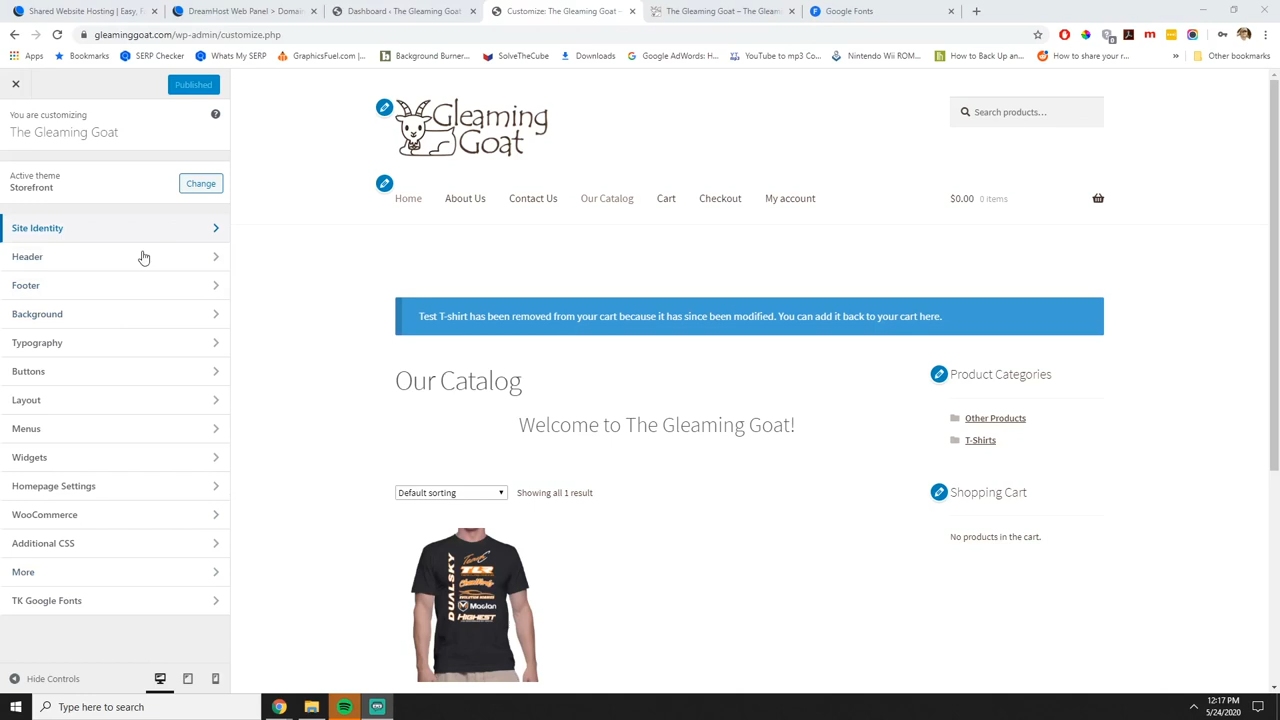 Shared Website Hosting | Easy, F
DreamHost Web Panel > Domain
Dashboard ‹ The Gleaming Goat
Customize: The Gleaming Goat –
The Gleaming Goat – The Gleam
Google Fonts
gleaminggoat.com/wp-admin/customize.php
Apps
Bookmarks
SERP Checker
Whats My SERP
GraphicsFuel.com |...
Background Burner...
SolveTheCube
Downloads
Google AdWords: K...
YouTube to mp3 Co...
Nintendo Wii ROM...
How to Back Up an...
How to share your r...
»
Other bookmarks
Published
You are customizing
The Gleaming Goat
Active theme
Storefront
Change
Site Identity
Header
Footer
Background
Typography
Buttons
Layout
Menus
Widgets
Homepage Settings
WooCommerce
Additional CSS
More
TK Google Fonts
Hide Controls
Gleaming
Goat
Search products...
Home
About Us
Contact Us
Our Catalog
Cart
Checkout
My account
$0.00 0 items
Test T-shirt has been removed from your cart because it has since been modified. You can add it back to your cart here.
Our Catalog
Welcome to The Gleaming Goat!
Default sorting
Showing all 1 result
Product Categories
Other Products
T-Shirts
Shopping Cart
No products in the cart.
DUALSKY
TLR
Maclan
HIGHEST
Type here to search
12:17 PM
5/24/2020